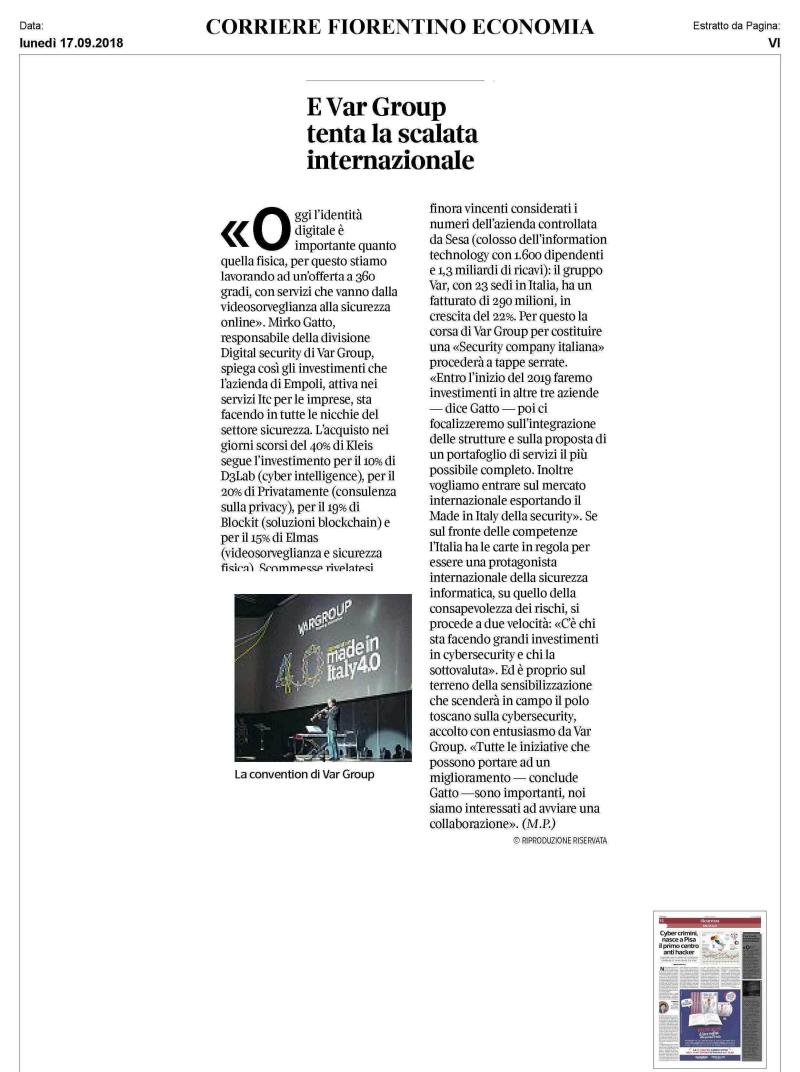 Data:
lunedì 17.09.2018
CORRIERE FIORENTINO ECONOMIA
Estratto da Pagina:
VI
E Var Group
tenta la scalata
internazionale
«Oggi l'identità
digitale è
importante quanto
quella fisica, per questo stiamo
lavorando ad un'offerta a 360
gradi, con servizi che vanno dalla
videosorveglianza alla sicurezza
online». Mirko Gatto,
responsabile della divisione
Digital security di Var Group,
spiega così gli investimenti che
l'azienda di Empoli, attiva nei
servizi Itc per le imprese, sta
facendo in tutte le nicchie del
settore sicurezza. L'acquisto nei
giorni scorsi del 40% di Kleis
segue l'investimento per il 10% di
D3Lab (cyber intelligence), per il
20% di Privatamente (consulenza
sulla privacy), per il 19% di
Blockit (soluzioni blockchain) e
per il 15% di Elmas
(videosorveglianza e sicurezza
fisica). Scommesse rivelatesi
finora vincenti considerati i
numeri dell'azienda controllata
da Sesa (colosso dell'information
technology con 1.600 dipendenti
e 1,3 miliardi di ricavi): il gruppo
Var, con 23 sedi in Italia, ha un
fatturato di 290 milioni, in
crescita del 22%. Per questo la
corsa di Var Group per costituire
una «Security company italiana»
procederà a tappe serrate.
«Entro l'inizio del 2019 faremo
investimenti in altre tre aziende
— dice Gatto — poi ci
focalizzeremo sull'integrazione
delle strutture e sulla proposta di
un portafoglio di servizi il più
possibile completo. Inoltre
vogliamo entrare sul mercato
internazionale esportando il
Made in Italy della security». Se
sul fronte delle competenze
l'Italia ha le carte in regola per
essere una protagonista
internazionale della sicurezza
informatica, su quello della
consapevolezza dei rischi, si
procede a due velocità: «C'è chi
sta facendo grandi investimenti
in cybersecurity e chi la
sottovaluta». Ed è proprio sul
terreno della sensibilizzazione
che scenderà in campo il polo
toscano sulla cybersecurity,
accolto con entusiasmo da Var
Group. «Tutte le iniziative che
possono portare ad un
miglioramento — conclude
Gatto —sono importanti, noi
siamo interessati ad avviare una
collaborazione». (M.P.)
© RIPRODUZIONE RISERVATA
VARGROUP
4.0
made in
Italy4.0
La convention di Var Group
Cyber crimini,
nasce a Pisa
il primo centro
anti hacker